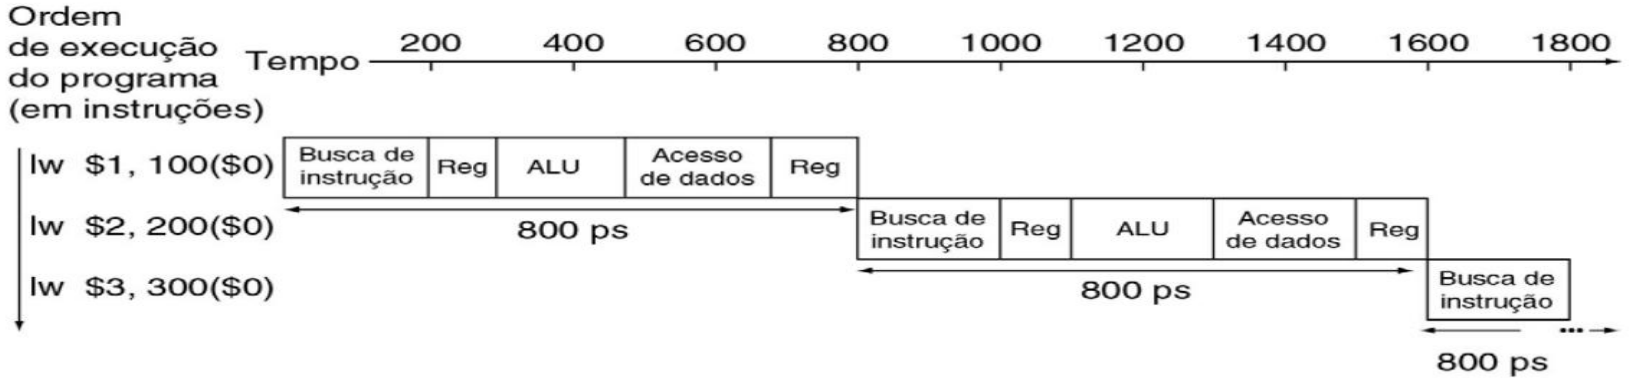 Ordem
de execução
do programa
(em instruções)
Tempo
200 400 600 800 1000 1200 1400 1600 1800
lw $1, 100($0)
Busca de
instrução
Reg
ALU
Acesso
de dados
Reg
800 ps
lw $2, 200($0)
Busca de
instrução
Reg
ALU
Acesso
de dados
Reg
800 ps
lw $3, 300($0)
Busca de
instrução
...
800 ps